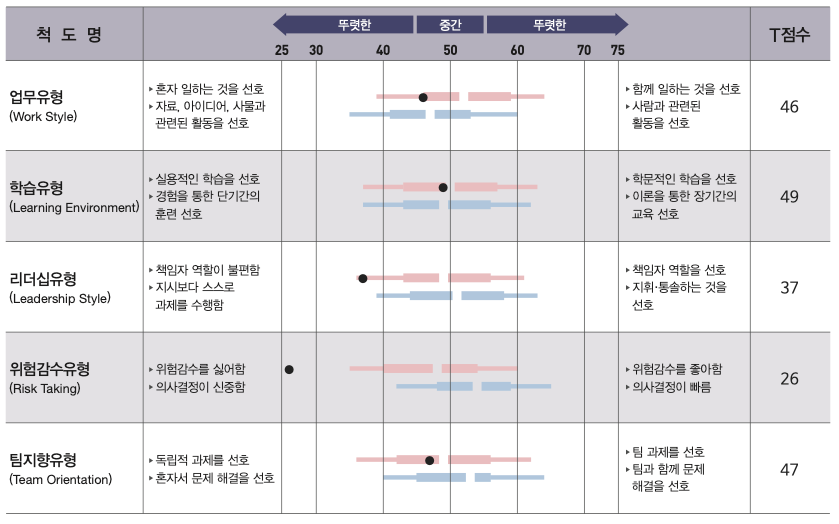 척 도 명
뚜렷한 중간 뚜렷한
25 30 40 50 60 70 75
T점수
업무유형
(Work Style)
▸혼자 일하는 것을 선호
▸자료, 아이디어, 사물과
관련된 활동을 선호
▸함께 일하는 것을 선호
▸사람과 관련된
활동을 선호
46
학습유형
(Learning Environment)
▸실용적인 학습을 선호
▸경험을 통한 단기간의
훈련 선호
▸학문적인 학습을 선호
▸이론을 통한 장기간의
교육 선호
49
리더십유형
(Leadership Style)
▸책임자 역할이 불편함
▸지시보다 스스로
과제를 수행함
▸책임자 역할을 선호
▸지휘·통솔하는 것을
선호
37
위험감수유형
(Risk Taking)
▸위험감수를 싫어함
▸의사결정이 신중함
▸위험감수를 좋아함
▸의사결정이 빠름
26
팀지향유형
(Team Orientation)
▸독립적 과제를 선호
▸혼자서 문제 해결을 선호
▸팀 과제를 선호
▸팀과 함께 문제
해결을 선호
47